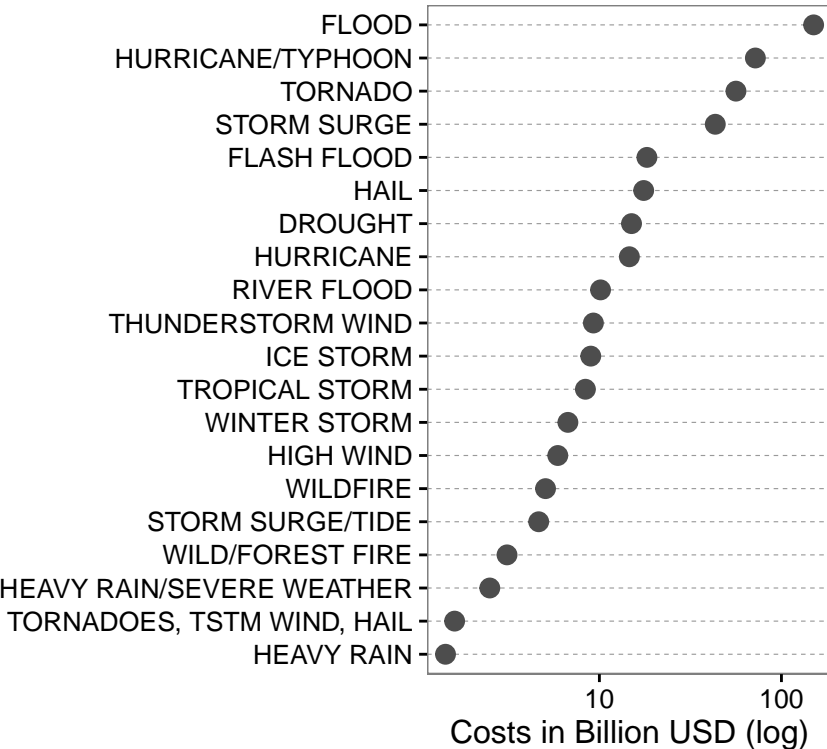 FLOOD
HURRICANE/TYPHOON
TORNADO
STORM SURGE
FLASH FLOOD
HAIL
DROUGHT
HURRICANE
RIVER FLOOD
THUNDERSTORM WIND
ICE STORM
TROPICAL STORM
WINTER STORM
HIGH WIND
WILDFIRE
STORM SURGE/TIDE
WILD/FOREST FIRE
HEAVY RAIN/SEVERE WEATHER
TORNADOES, TSTM WIND, HAIL
HEAVY RAIN
10 100
Costs in Billion USD (log)